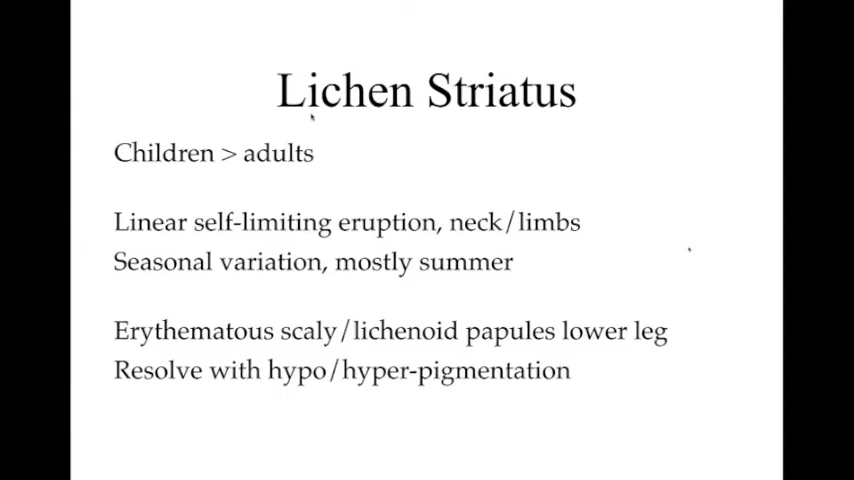 Lichen Striatus
Children > adults
Linear self-limiting eruption, neck/limbs
Seasonal variation, mostly summer
Erythematous scaly/lichenoid papules lower leg
Resolve with hypo/hyper-pigmentation